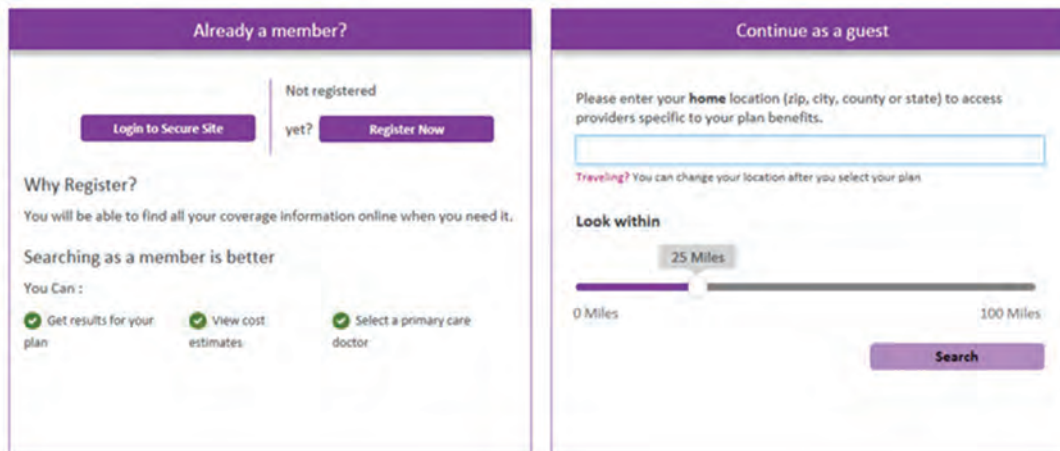 Already a member?
Not registered
Login to Secure Site
yet?
Register Now
Why Register?
You will be able to find all your coverage information online when you need it.
Searching as a member is better
You Can :
Get results for your
plan
View cost
estimates
Select a primary care
doctor
Continue as a guest
Please enter your home location (zip, city, county or state) to access
providers specific to your plan benefits.
Traveling? You can change your location after you select your plan
Look within
25 Miles
0 Miles
100 Miles
Search